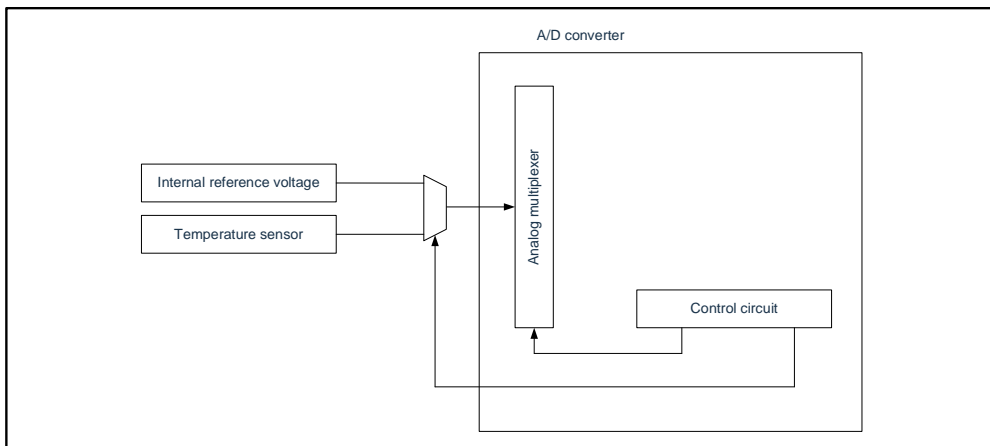 A/D converter
Internal reference voltage
Temperature sensor
Analog multiplexer
Control circuit